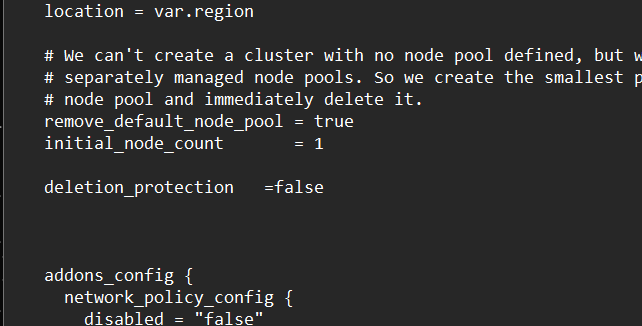 location = var.region
# We can't create a cluster with no node pool defined, but
# separately managed node pools. So we create the smallest
# node pool and immediately delete it.
remove_default_node_pool = true
initial_node_count       = 1
deletion_protection   =false
addons_config {
network_policy_config {
disabled = "false"